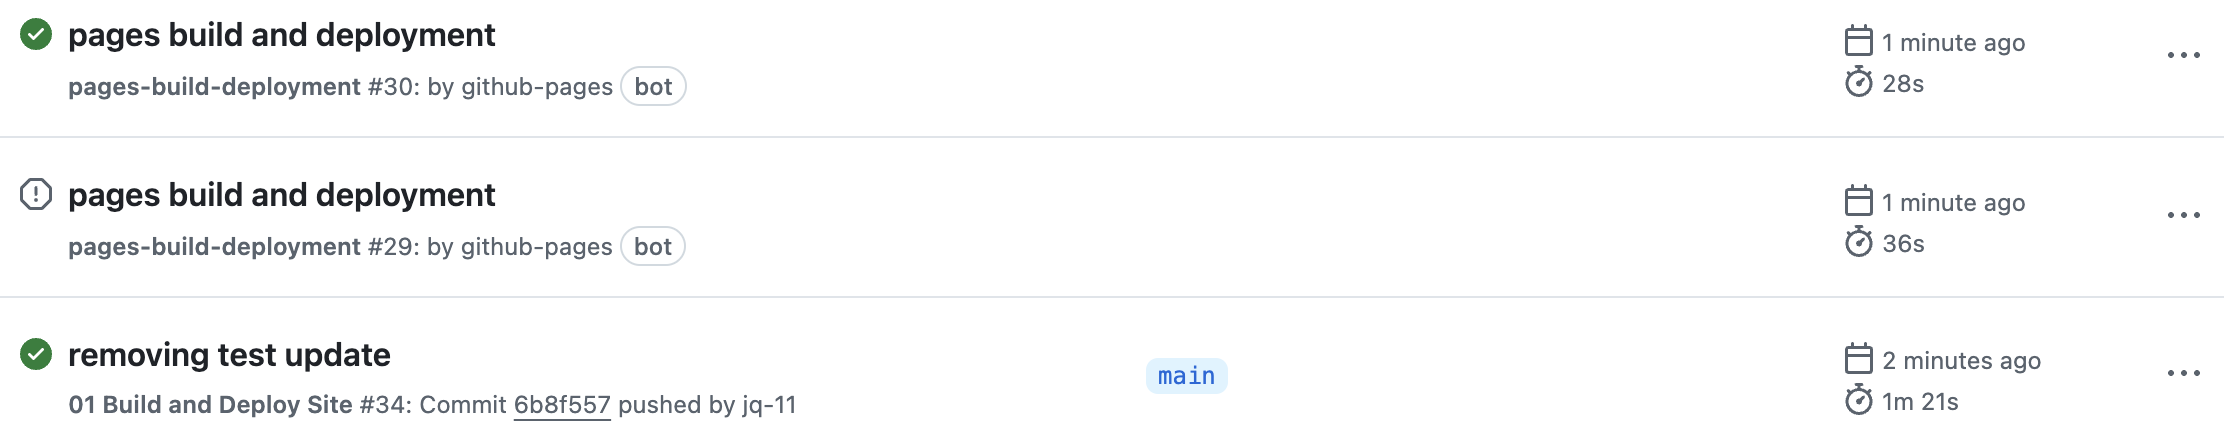 pages build and deployment
1 minute ago
pages-build-deployment #30: by github-pages bot
28s
pages build and deployment
1 minute ago
pages-build-deployment #29: by github-pages bot
36s
removing test update
main
2 minutes ago
01 Build and Deploy Site #34: Commit 6b8f557 pushed by jq-11
1m 21s